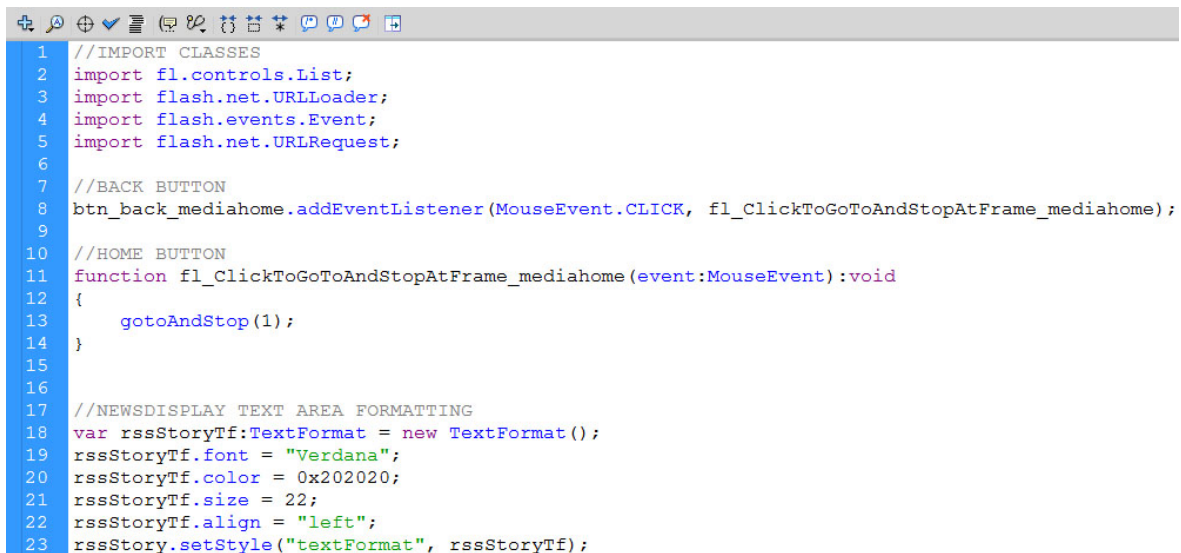 1 //IMPORT CLASSES
2 import fl.controls.List;
3 import flash.net.URLLoader;
4 import flash.events.Event;
5 import flash.net.URLRequest;
6
7 //BACK BUTTON
8 btn_back_mediahome.addEventListener(MouseEvent.CLICK, fl_ClickToGoToAndStopAtFrame_mediahome);
9
10 //HOME BUTTON
11 function fl_ClickToGoToAndStopAtFrame_mediahome(event:MouseEvent):void
12 {
13     gotoAndStop(1);
14 }
15
16
17 //NEWSDISPLAY TEXT AREA FORMATTING
18 var rssStoryTf:TextFormat = new TextFormat();
19 rssStoryTf.font = "Verdana";
20 rssStoryTf.color = 0x202020;
21 rssStoryTf.size = 22;
22 rssStoryTf.align = "left";
23 rssStory.setStyle("textFormat", rssStoryTf);